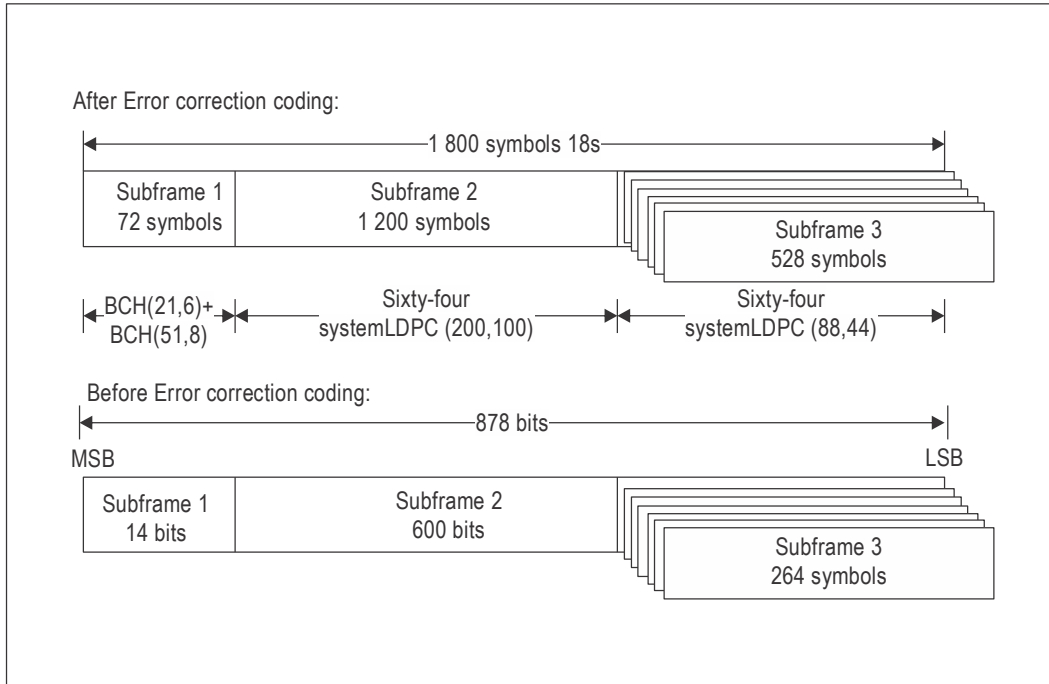 After Error correction coding:
1 800 symbols 18s
Subframe 1
72 symbols
Subframe 2
1 200 symbols
Subframe 3
528 symbols
BCH(21,6)+
BCH(51,8)
Sixty-four
systemLDPC (200,100)
Sixty-four
systemLDPC (88,44)
Before Error correction coding:
878 bits
MSB
LSB
Subframe 1
14 bits
Subframe 2
600 bits
Subframe 3
264 symbols